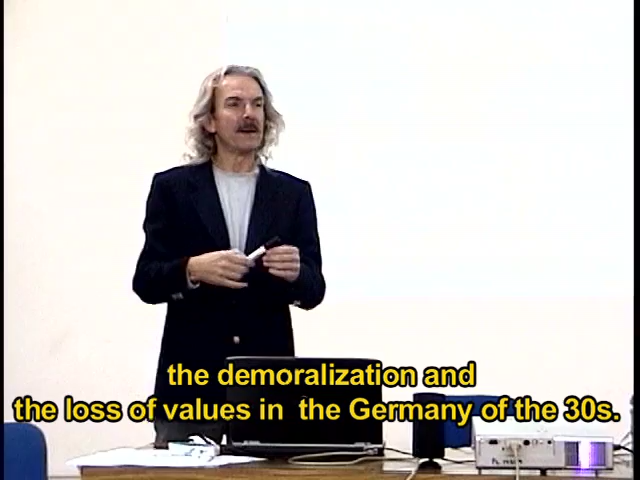 the demoralization and
the loss of values in  the Germany of the 30s.